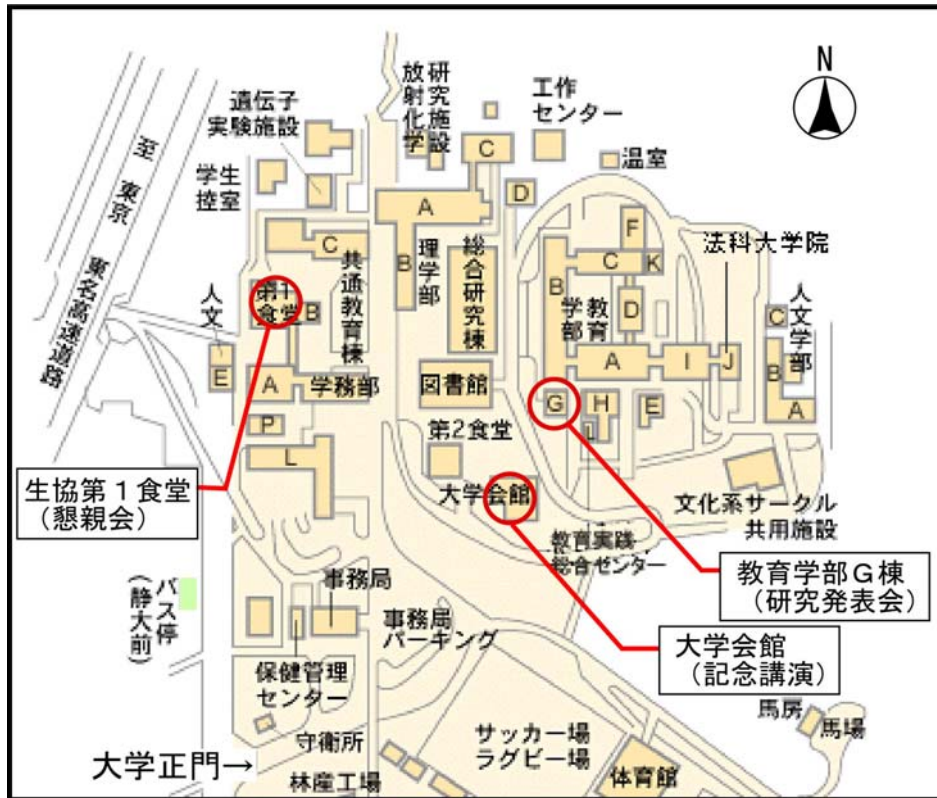 N
放射化学
研究施設
工作
センター
遺伝子
実験施設
温室
学生
控室
至 東京
東名高速道路
C
D
A
B
理学部
総合研究棟
F
C
K
B
D
教育
学部
A
I
J
法科大学院
C
共通教育棟
第1
食堂
B
人文
E
A
学務部
P
L
図書館
第2食堂
大学会館
G
H
L
E
人文学部
C
B
A
文化系サークル
共用施設
教育実践
総合センター
生協第1食堂
(懇親会)
教育学部G棟
(研究発表会)
大学会館
(記念講演)
バス停
(静大前)
事務局
事務局
パーキング
保健管理
センター
守衛所
大学正門→
林産工場
サッカー場
ラグビー場
体育館
馬房
馬場